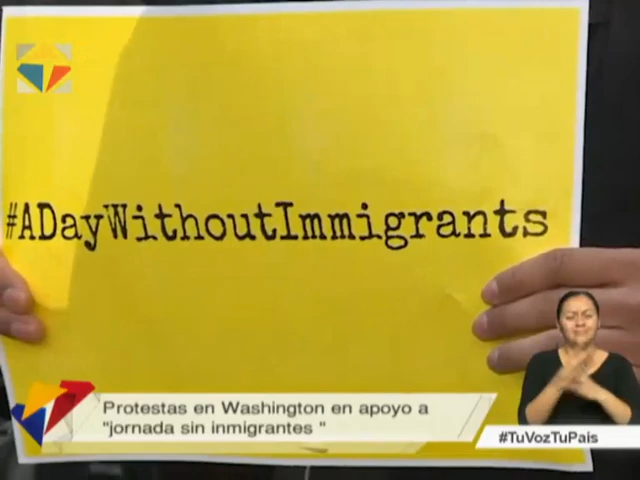 #ADayWithoutImmigrants
Protestas en Washington en apoyo a
"jornada sin inmigrantes "
#TuVozTuPaís